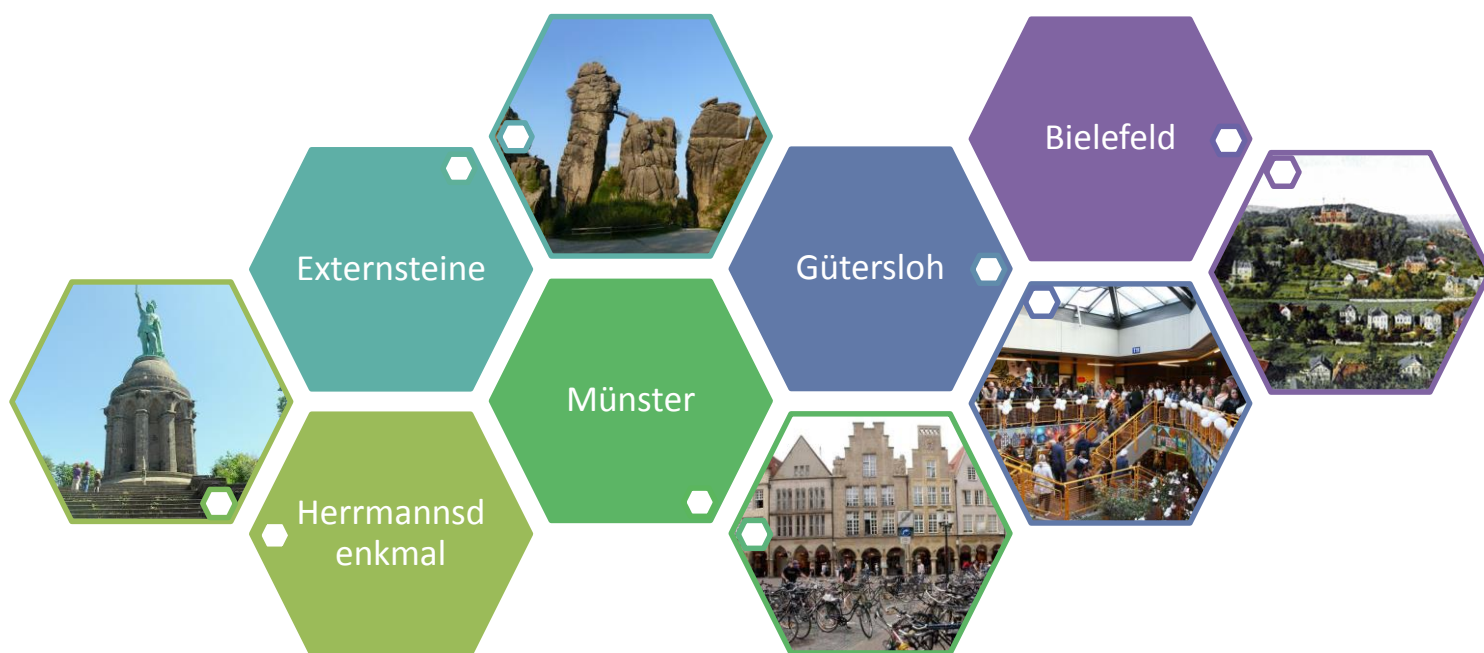 Bielefeld
Externsteine
Gütersloh
Münster
Herrmannsd
enkmal